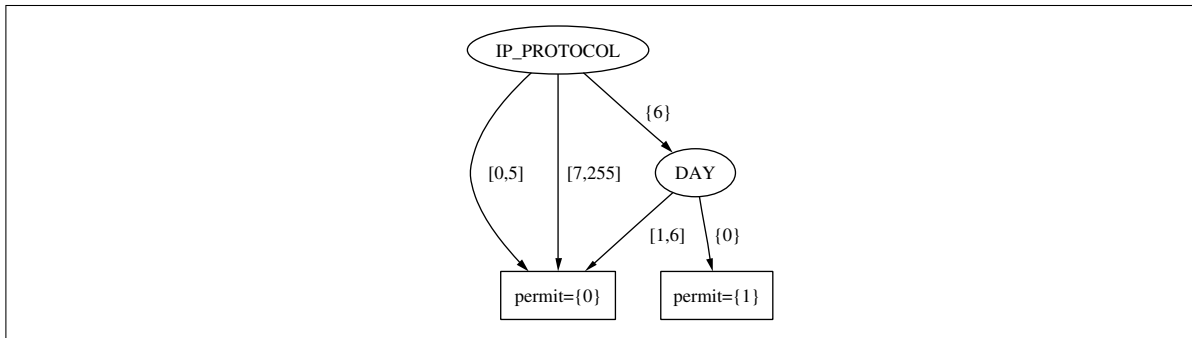 IP_PROTOCOL
{6}
[0,5]
[7,255]
DAY
[1,6]
{0}
permit={0}
permit={1}